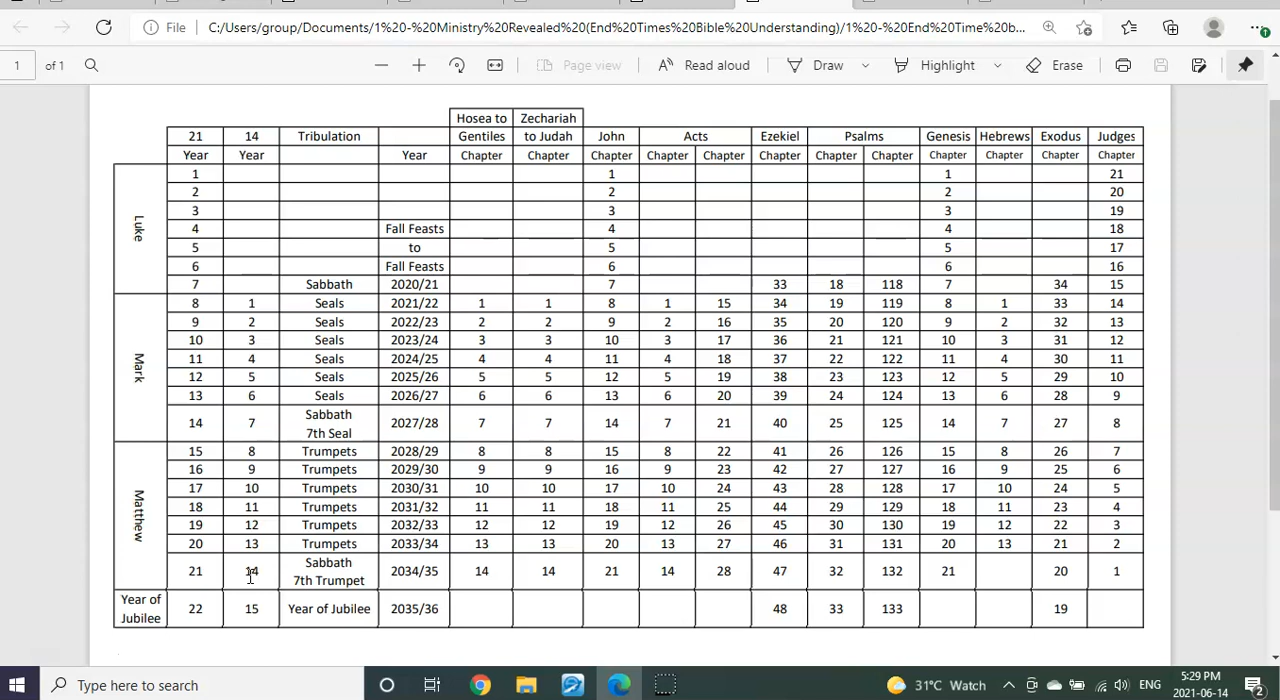 File C:/Users/group/Documents/1%20-%20Ministry%20Revealed%20(End%20Times%20Bible%20Understanding)/1%20-%20End%20Time%20b...
1 of 1 Page view Read aloud Draw Highlight Erase
Hosea to Zechariah
21 14 Tribulation Gentiles to Judah John Acts Ezekiel Psalms Genesis Hebrews Exodus Judges
Year Year Year Chapter Chapter Chapter Chapter Chapter Chapter Chapter Chapter Chapter Chapter Chapter Chapter
Luke
1 1 1 21
2 2 2 20
3 3 3 19
4 Fall Feasts 4 4 18
5 to 5 5 17
6 Fall Feasts 6 6 16
7 Sabbath 2020/21 7 33 18 118 7 34 15
Mark
8 1 Seals 2021/22 1 1 8 1 15 34 19 119 8 1 33 14
9 2 Seals 2022/23 2 2 9 2 16 35 20 120 9 2 32 13
10 3 Seals 2023/24 3 3 10 3 17 36 21 121 10 3 31 12
11 4 Seals 2024/25 4 4 11 4 18 37 22 122 11 4 30 11
12 5 Seals 2025/26 5 5 12 5 19 38 23 123 12 5 29 10
13 6 Seals 2026/27 6 6 13 6 20 39 24 124 13 6 28 9
Sabbath
14 7 7th Seal 2027/28 7 7 14 7 21 40 25 125 14 7 27 8
Matthew
15 8 Trumpets 2028/29 8 8 15 8 22 41 26 126 15 8 26 7
16 9 Trumpets 2029/30 9 9 16 9 23 42 27 127 16 9 25 6
17 10 Trumpets 2030/31 10 10 17 10 24 43 28 128 17 10 24 5
18 11 Trumpets 2031/32 11 11 18 11 25 44 29 129 18 11 23 4
19 12 Trumpets 2032/33 12 12 19 12 26 45 30 130 19 12 22 3
20 13 Trumpets 2033/34 13 13 20 13 27 46 31 131 20 13 21 2
Sabbath
21 14 7th Trumpet 2034/35 14 14 21 14 28 47 32 132 21 20 1
Year of
Jubilee 22 15 Year of Jubilee 2035/36 48 33 133 19
Type here to search 31°C Watch ENG 5:29 PM
2021-06-14 2